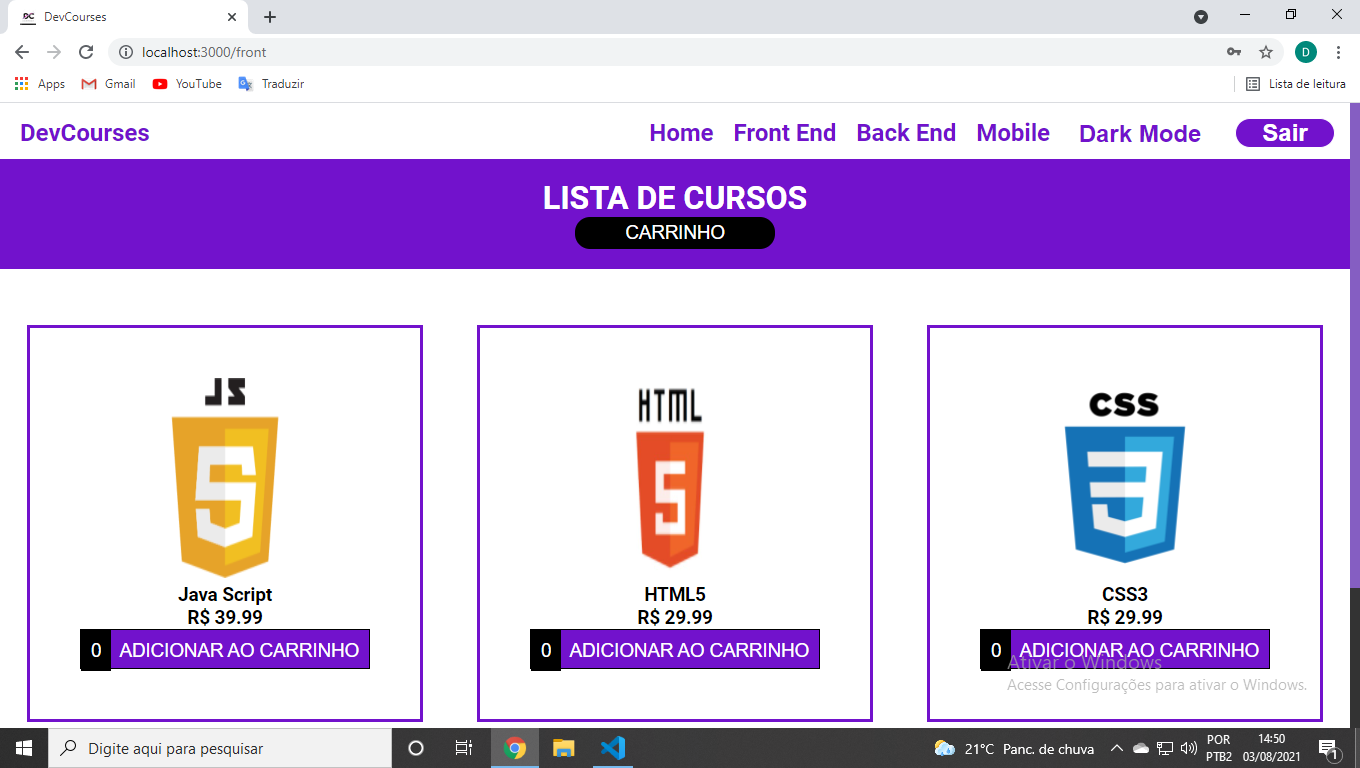 DC DevCourses
localhost:3000/front
D
Apps Gmail YouTube Traduzir Lista de leitura
DevCourses Home Front End Back End Mobile Dark Mode Sair
LISTA DE CURSOS
CARRINHO
JS HTML CSS
5 5 3
Java Script HTML5 CSS3
R$ 39.99 R$ 29.99 R$ 29.99
0 ADICIONAR AO CARRINHO 0 ADICIONAR AO CARRINHO 0 ADICIONAR AO CARRINHO
Ativar o Windows
Acesse Configurações para ativar o Windows.
Digite aqui para pesquisar 21°C Panc. de chuva POR 14:50
PTB2 03/08/2021 1